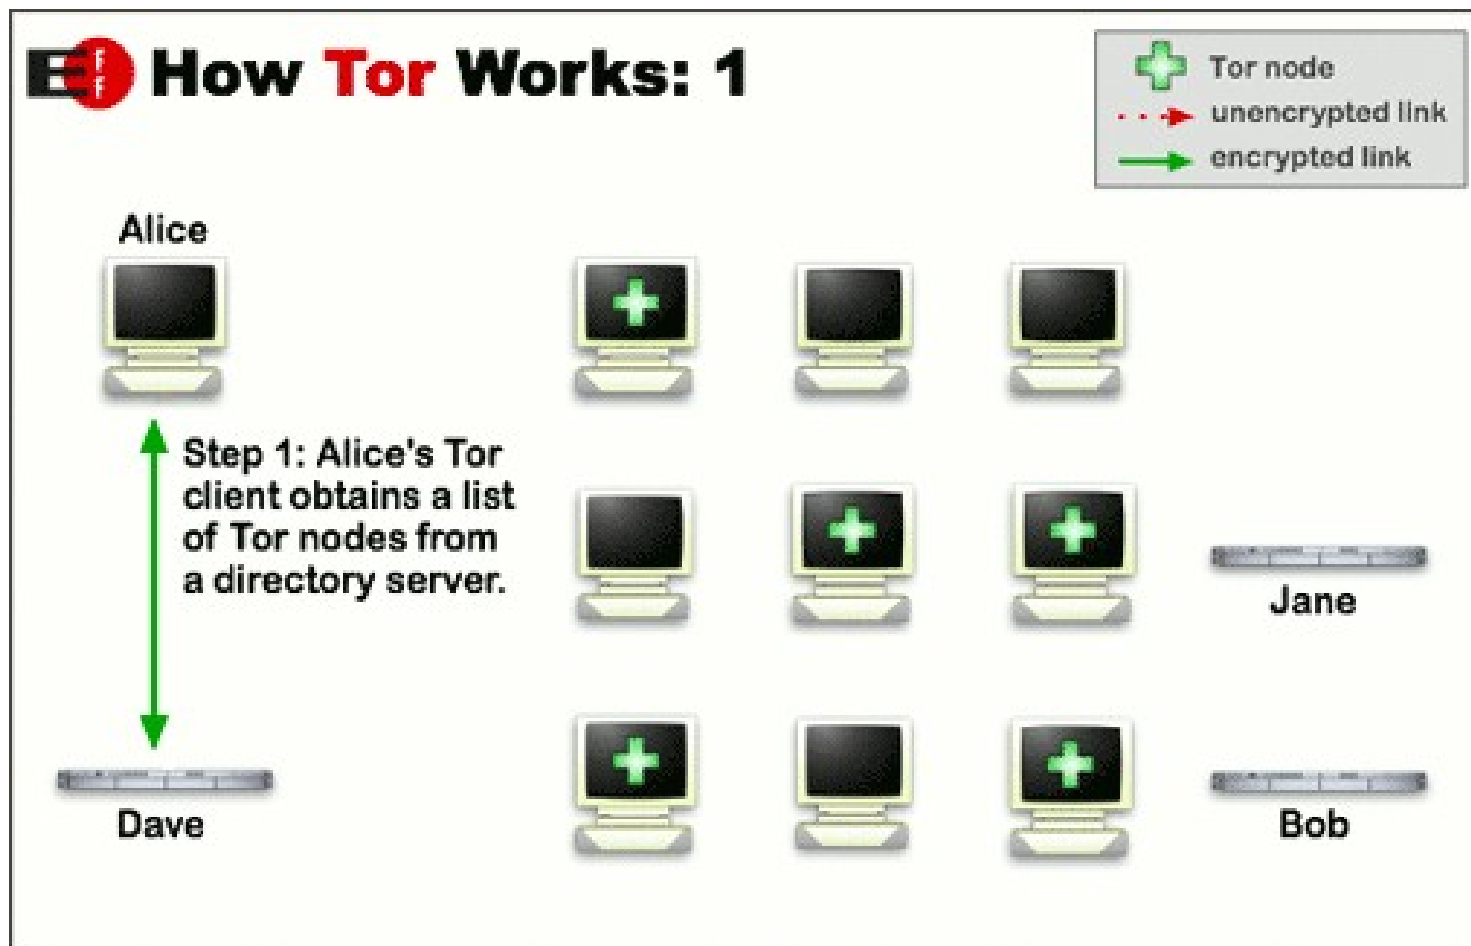 EFF How Tor Works: 1
Tor node
unencrypted link
encrypted link
Alice
Step 1: Alice's Tor
client obtains a list
of Tor nodes from
a directory server.
Jane
Dave
Bob